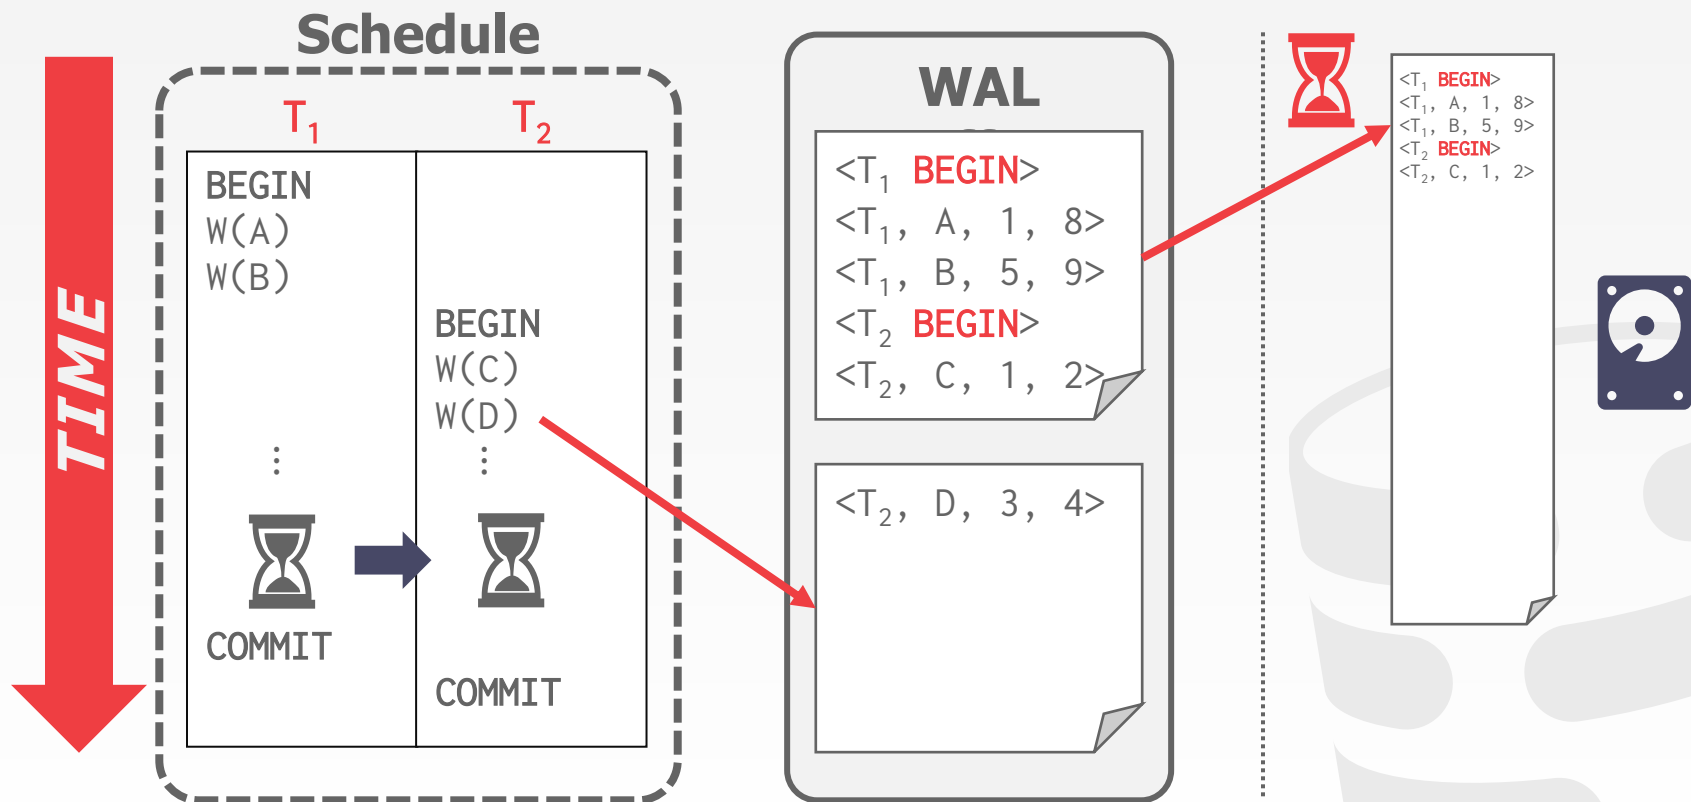 Schedule
TIME
T1 T2
BEGIN
W(A)
W(B)
BEGIN
W(C)
W(D)
⋮ ⋮
COMMIT
COMMIT
WAL
<T1 BEGIN>
<T1, A, 1, 8>
<T1, B, 5, 9>
<T2 BEGIN>
<T2, C, 1, 2>
<T2, D, 3, 4>
<T1 BEGIN>
<T1, A, 1, 8>
<T1, B, 5, 9>
<T2 BEGIN>
<T2, C, 1, 2>